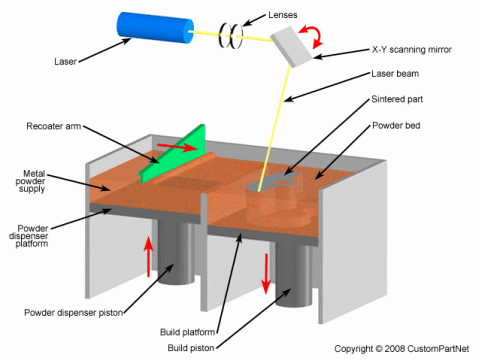 Lenses
Laser
X-Y scanning mirror
Laser beam
Sintered part
Recoater arm
Powder bed
Metal
powder
supply
Powder
dispenser
platform
Powder dispenser piston
Build platform
Build piston
Copyright © 2008 CustomPartNet